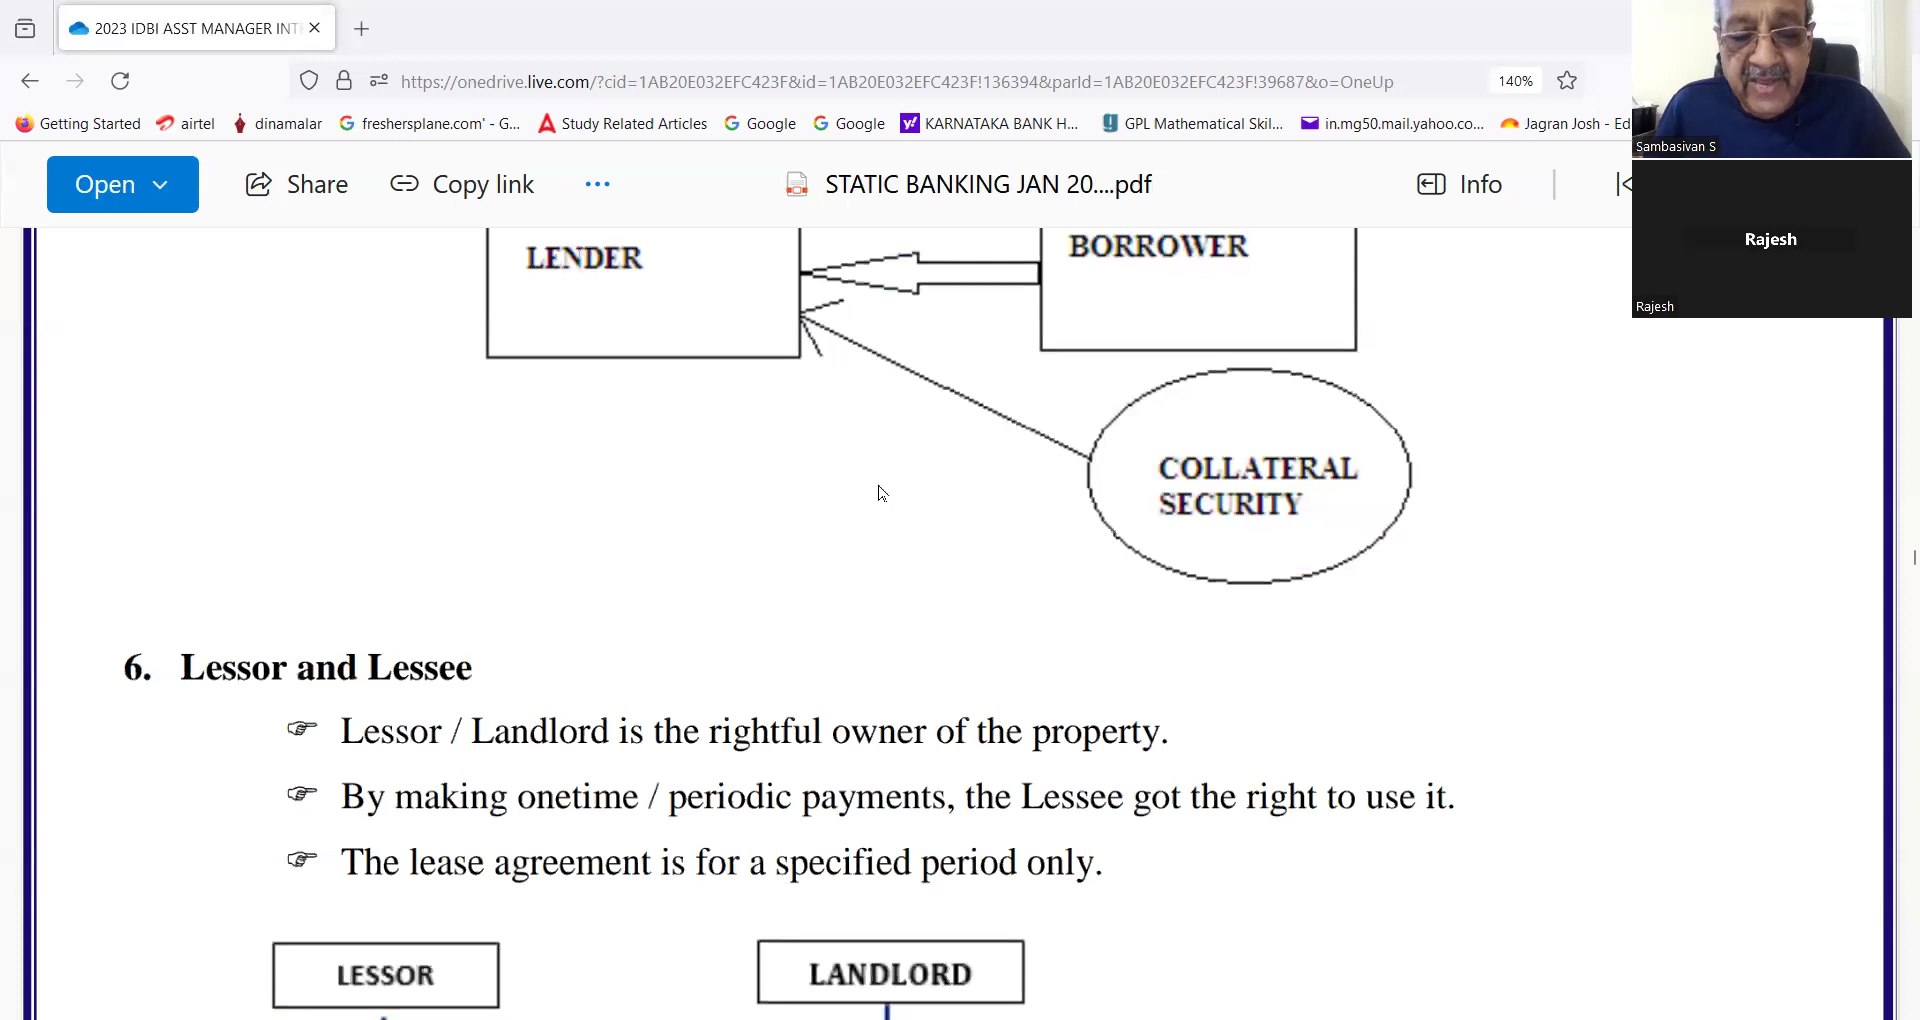 2023 IDBI ASST MANAGER INT
https://onedrive.live.com/?cid=1AB20E032EFC423F&id=1AB20E032EFC423F!136394&parId=1AB20E032EFC423F!39687&o=OneUp
140%
Getting Started
airtel
dinamalar
freshersplane.com' - G...
Study Related Articles
Google
Google
KARNATAKA BANK H...
GPL Mathematical Skil...
in.mg50.mail.yahoo.co...
Jagran Josh - Ed
Sambasivan S
Open
Share
Copy link
STATIC BANKING JAN 20....pdf
Info
Rajesh
Rajesh
LENDER
BORROWER
COLLATERAL
SECURITY
6. Lessor and Lessee
Lessor / Landlord is the rightful owner of the property.
By making onetime / periodic payments, the Lessee got the right to use it.
The lease agreement is for a specified period only.
LESSOR
LANDLORD